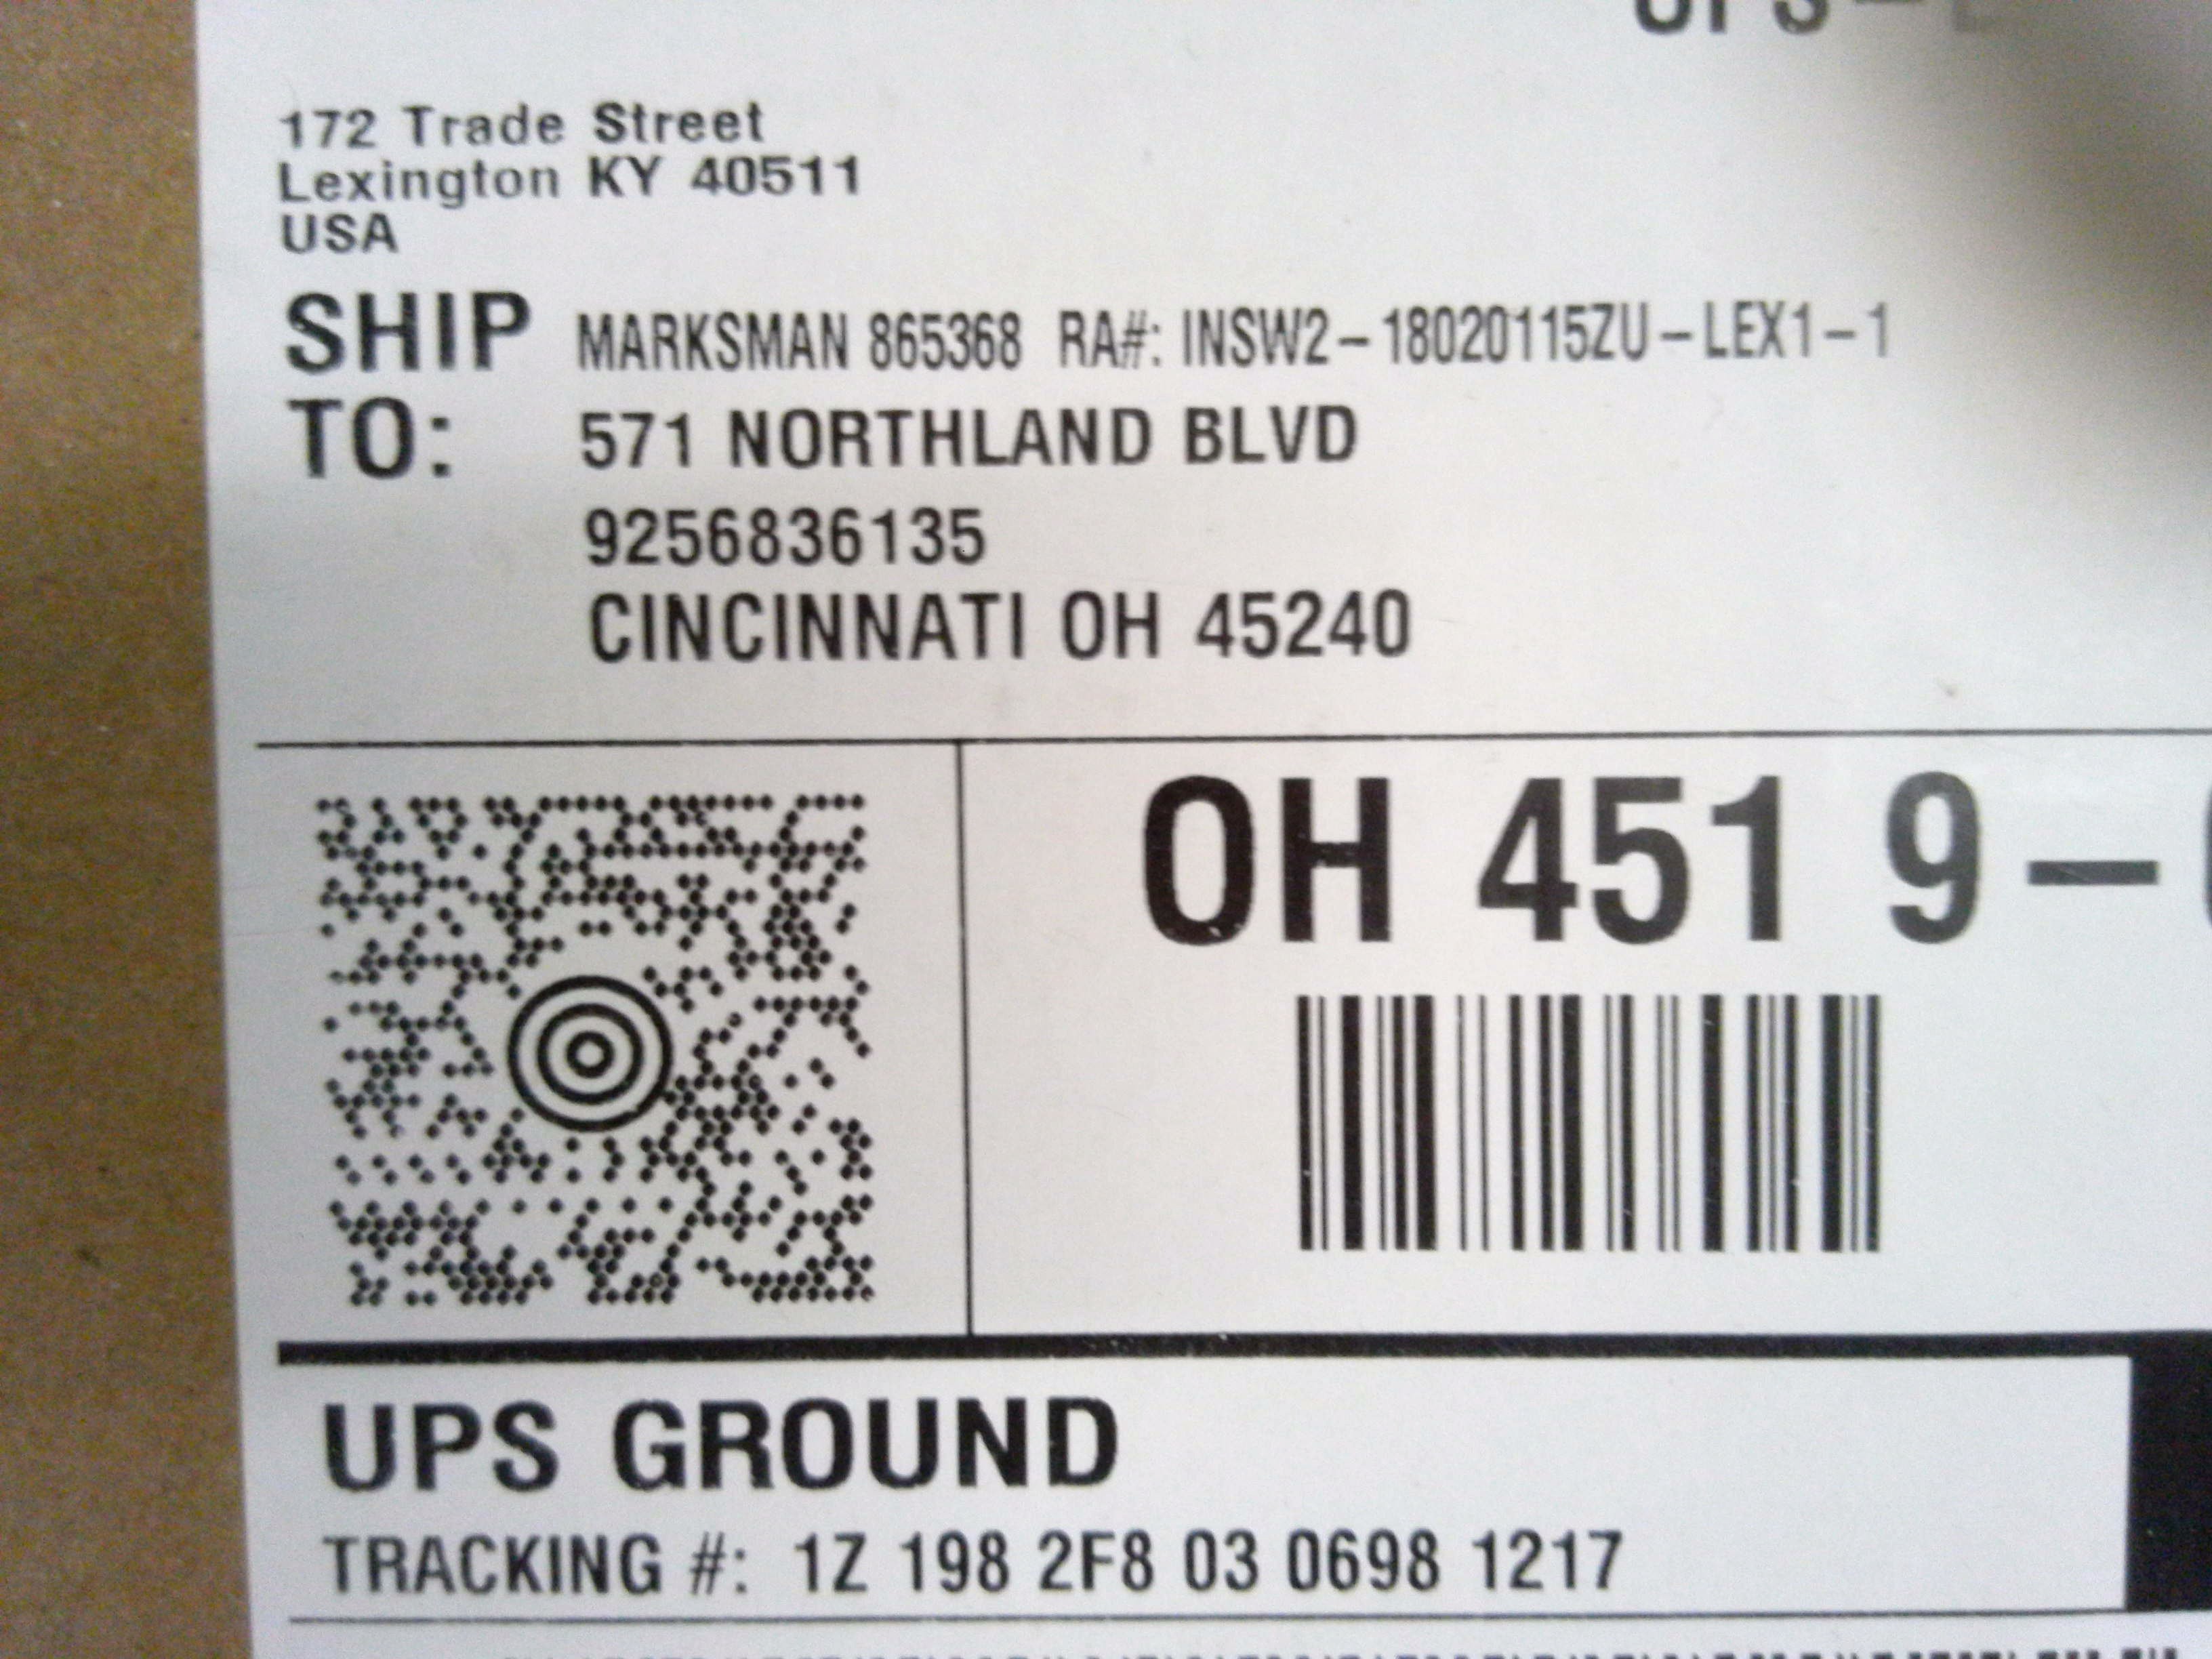 172 Trade Street
Lexington KY 40511
USA
SHIP TO:
MARKSMAN 865368 RA#: INSW2-18020115ZU-LEX1-1
571 NORTHLAND BLVD
9256836135
CINCINNATI OH 45240
OH 451 9-
UPS GROUND
TRACKING #: 1Z 198 2F8 03 0698 1217